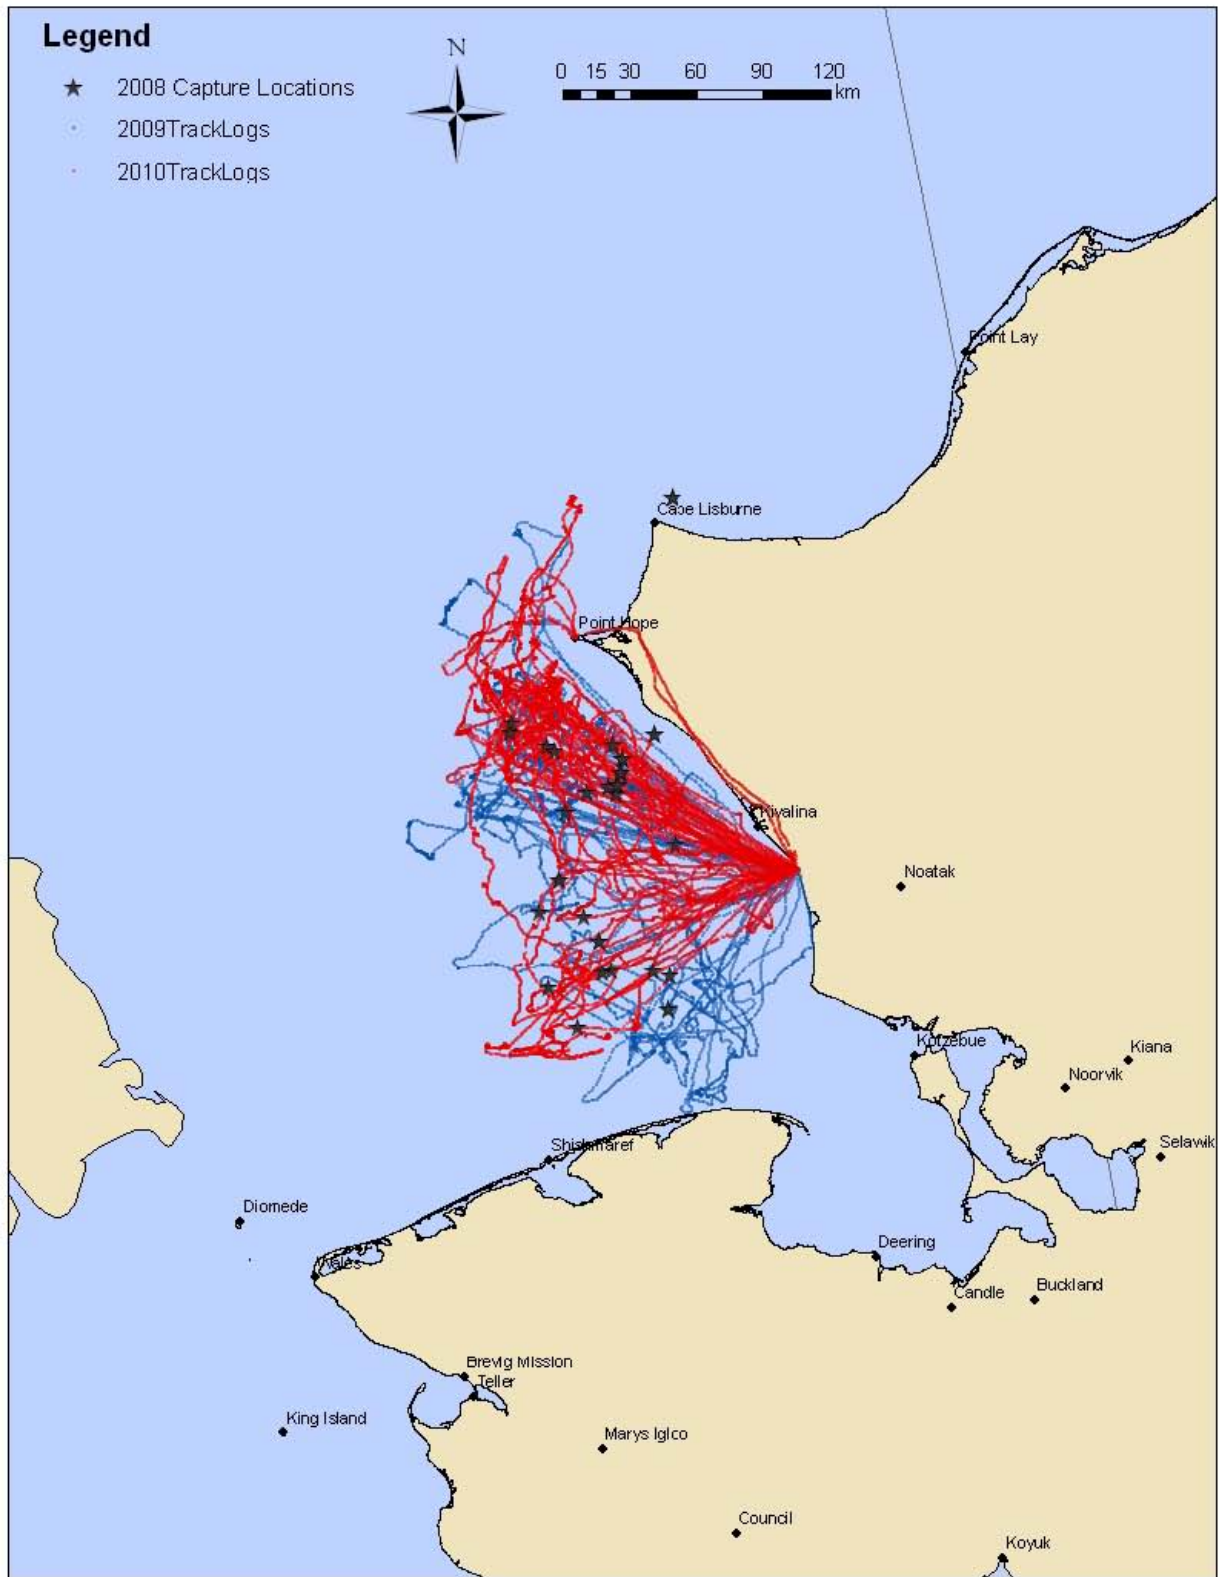 Legend
N
0 15 30 60 90 120
km
2008 Capture Locations
2009TrackLogs
2010TrackLogs
Point Lay
Cape Lisburne
Point Hope
Kivalina
Noatak
Kotzebue
Kiana
Noorvik
Shishmaref
Selawik
Diomede
Deering
Wales
Buckland
Candle
Brevig Mission
Teller
King Island
Marys Igloo
Council
Koyuk